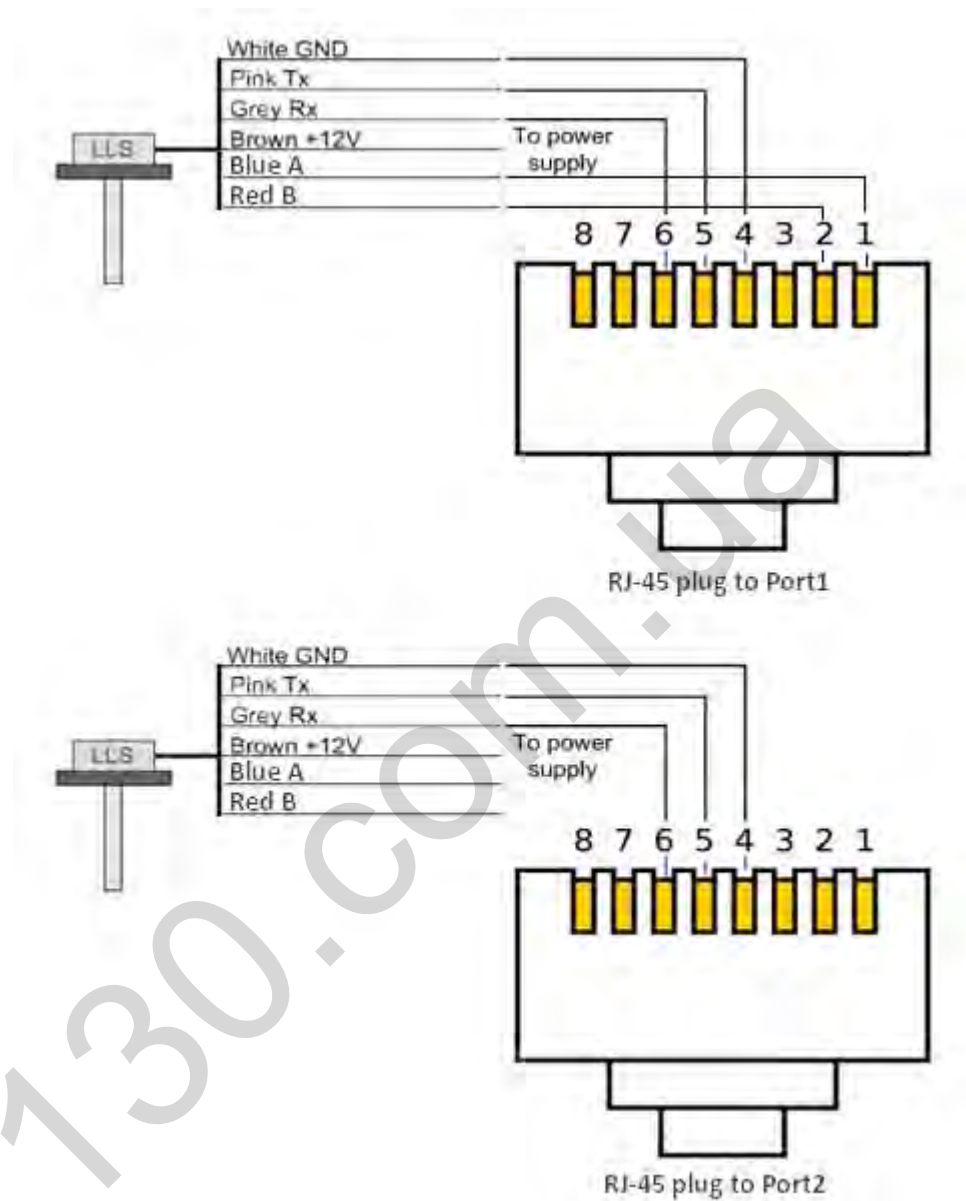 White GND
Pink Tx
Grey Rx
Brown +12V
Blue A
Red B
LLS
To power
supply
8 7 6 5 4 3 2 1
RJ-45 plug to Port1
White GND
Pink Tx
Grey Rx
Brown +12V
Blue A
Red B
LLS
To power
supply
8 7 6 5 4 3 2 1
RJ-45 plug to Port2
130.com.ua